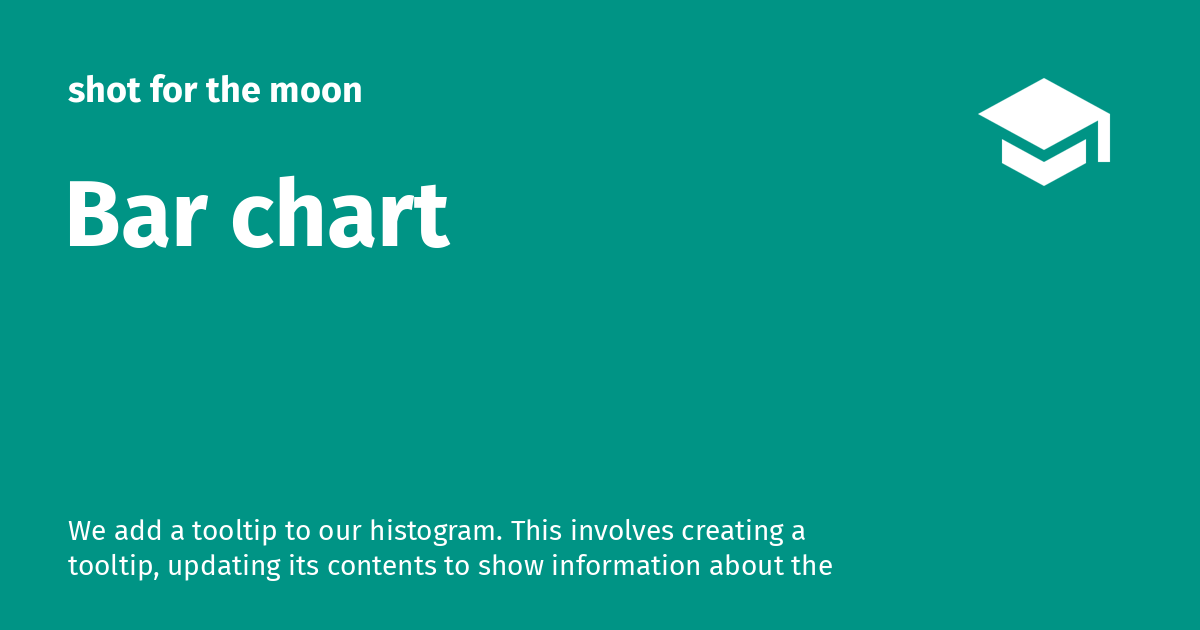 shot for the moon
Bar chart
We add a tooltip to our histogram. This involves creating a
tooltip, updating its contents to show information about the